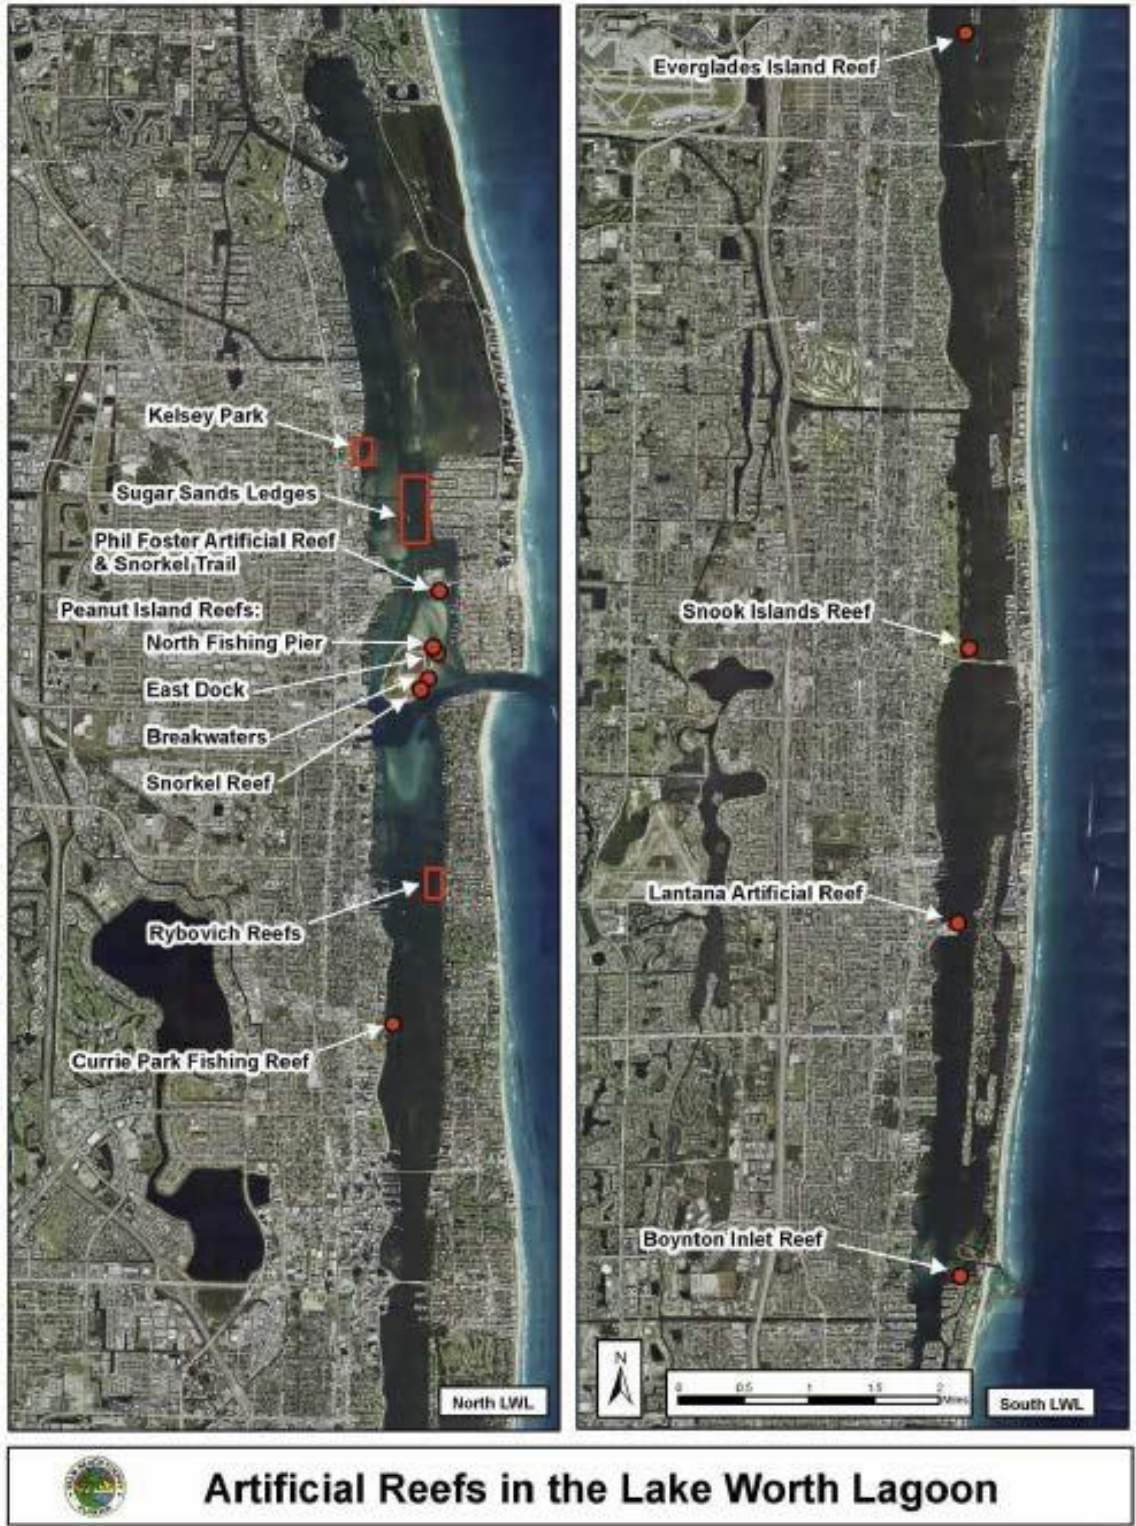 Kelsey Park
Sugar Sands Ledges
Phil Foster Artificial Reef
& Snorkel Trail
Peanut Island Reefs:
North Fishing Pier
East Dock
Breakwaters
Snorkel Reef
Rybovich Reefs
Currie Park Fishing Reef
North LWL
Everglades Island Reef
Snook Islands Reef
Lantana Artificial Reef
Boynton Inlet Reef
N
0 0.5 1 1.5 2
Miles
South LWL
Artificial Reefs in the Lake Worth Lagoon